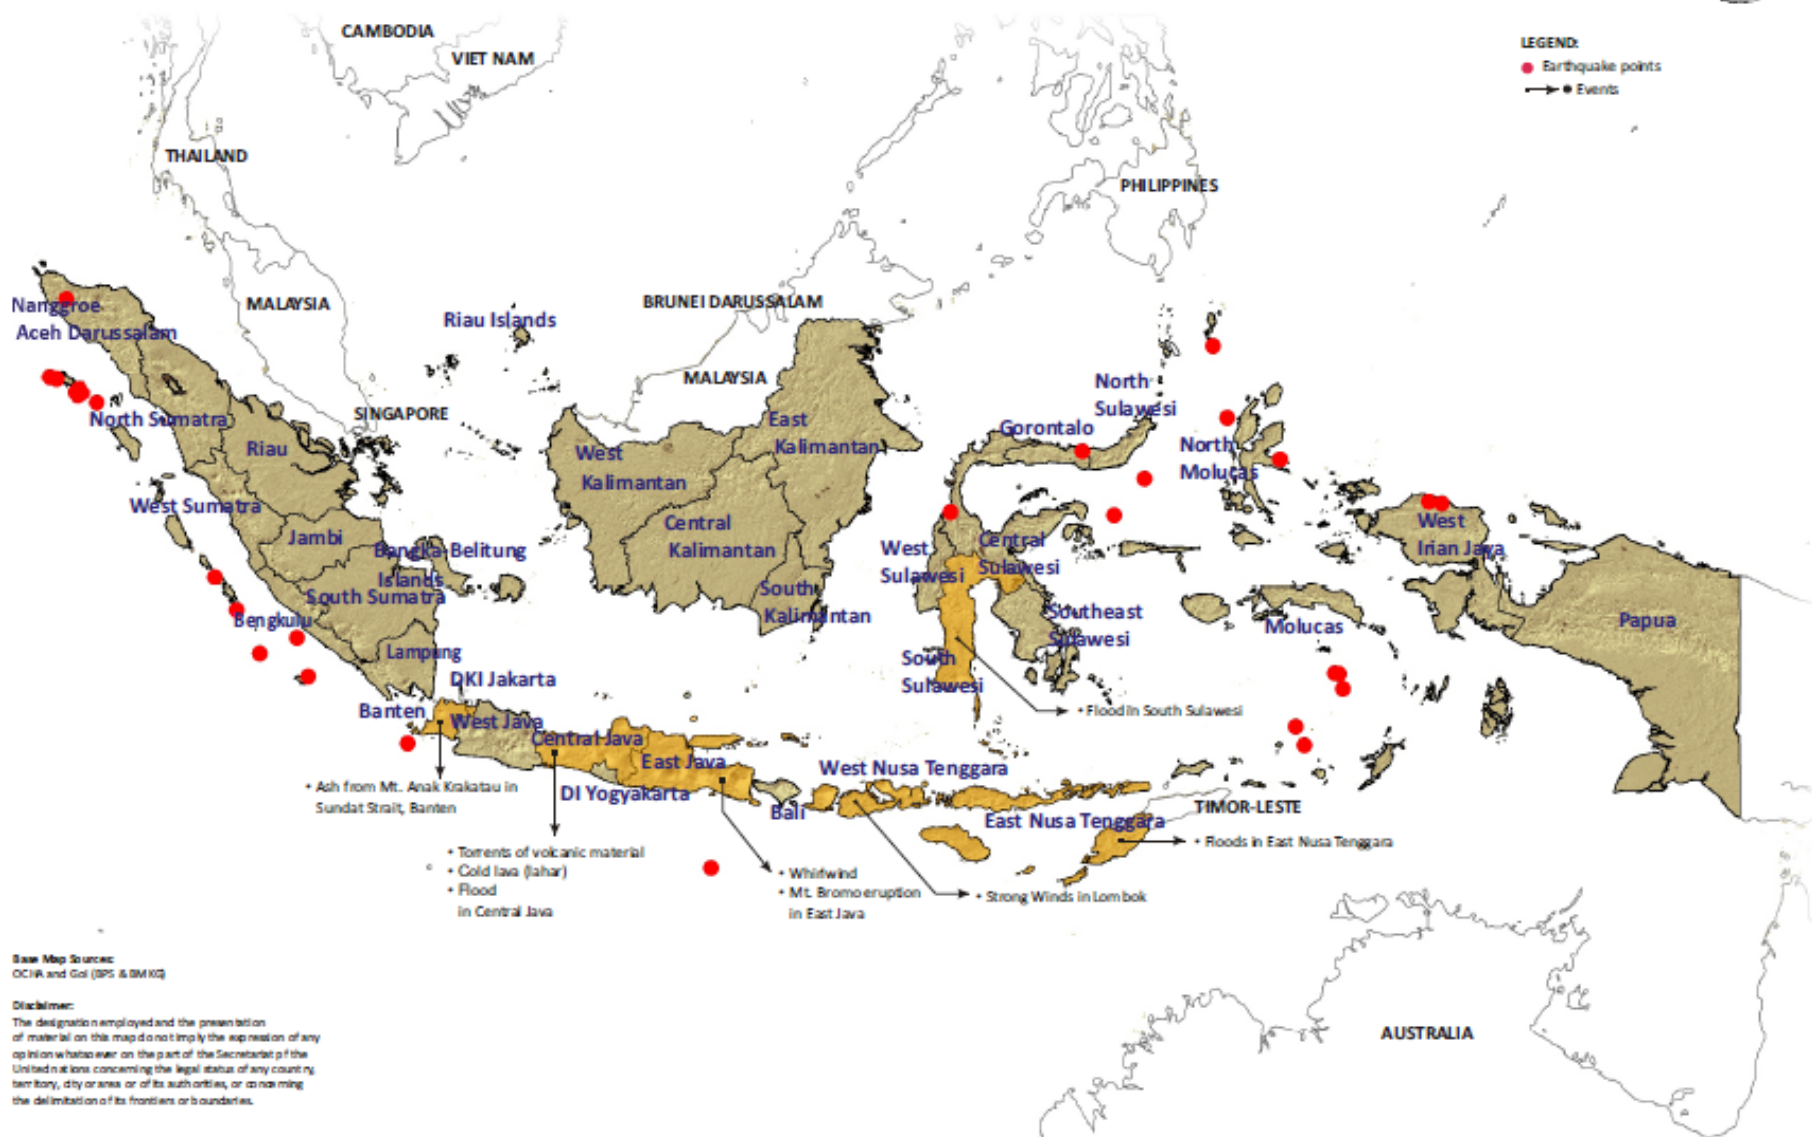 CAMBODIA
VIET NAM
LEGEND:
Earthquake points
Events
THAILAND
PHILIPPINES
MALAYSIA
BRUNEI DARUSSALAM
Riau Islands
Nanggroe
Aceh Darussalam
MALAYSIA
SINGAPORE
North Sumatra
Riau
North
Sulawesi
Gorontalo
East
Kalimantan
West
Kalimantan
North
Molucas
West Sumatra
Jambi
Bangka-Belitung
Islands
Central
Kalimantan
West
Sulawesi
Central
Sulawesi
West
Irian Jaya
South Sumatra
Bengkulu
South
Kalimantan
Southeast
Sulawesi
Molucas
Papua
Lampung
South
Sulawesi
DKI Jakarta
Banten
West Java
• Flood in South Sulawesi
Central Java
East Java
West Nusa Tenggara
• Ash from Mt. Anak Krakatau in
Sundat Strait, Banten
DI Yogyakarta
Bali
East Nusa Tenggara
TIMOR-LESTE
• Floods in East Nusa Tenggara
• Torrents of volcanic material
• Cold lava (lahar)
• Flood
in Central Java
• Whirlwind
• Mt. Bromo eruption
in East Java
• Strong Winds in Lombok
Base Map Sources:
OCHA and GoI (BPS & BMKG)
Disclaimer:
The designation employed and the presentation
of material on this map do not imply the expression of any
opinion whatsoever on the part of the Secretariat pf the
United nations concerning the legal status of any country,
territory, city or area or of its authorities, or concerning
the delimitation of its frontiers or boundaries.
AUSTRALIA